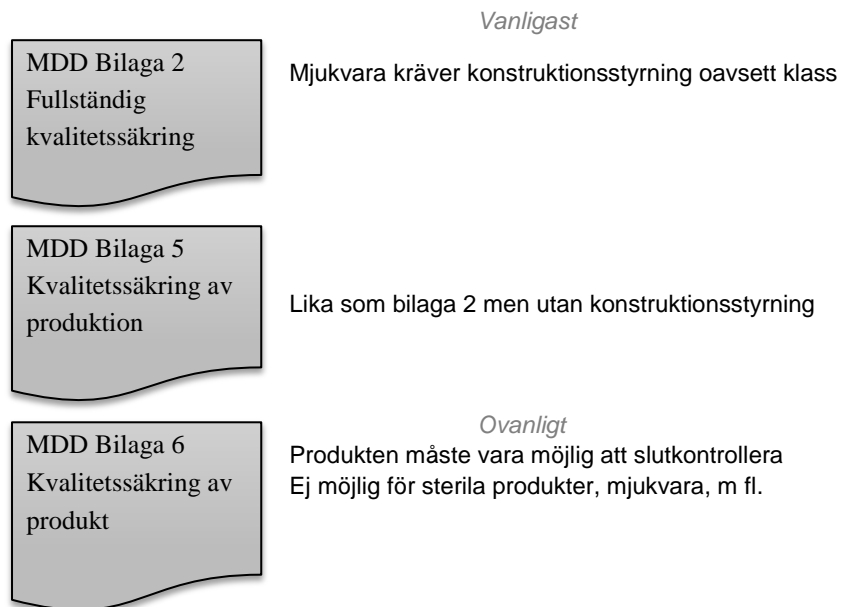 Vanligast
MDD Bilaga 2
Fullständig
kvalitetssäkring
Mjukvara kräver konstruktionsstyrning oavsett klass
MDD Bilaga 5
Kvalitetssäkring av
produktion
Lika som bilaga 2 men utan konstruktionsstyrning
Ovanligt
MDD Bilaga 6
Kvalitetssäkring av
produkt
Produkten måste vara möjlig att slutkontrollera
Ej möjlig för sterila produkter, mjukvara, m fl.